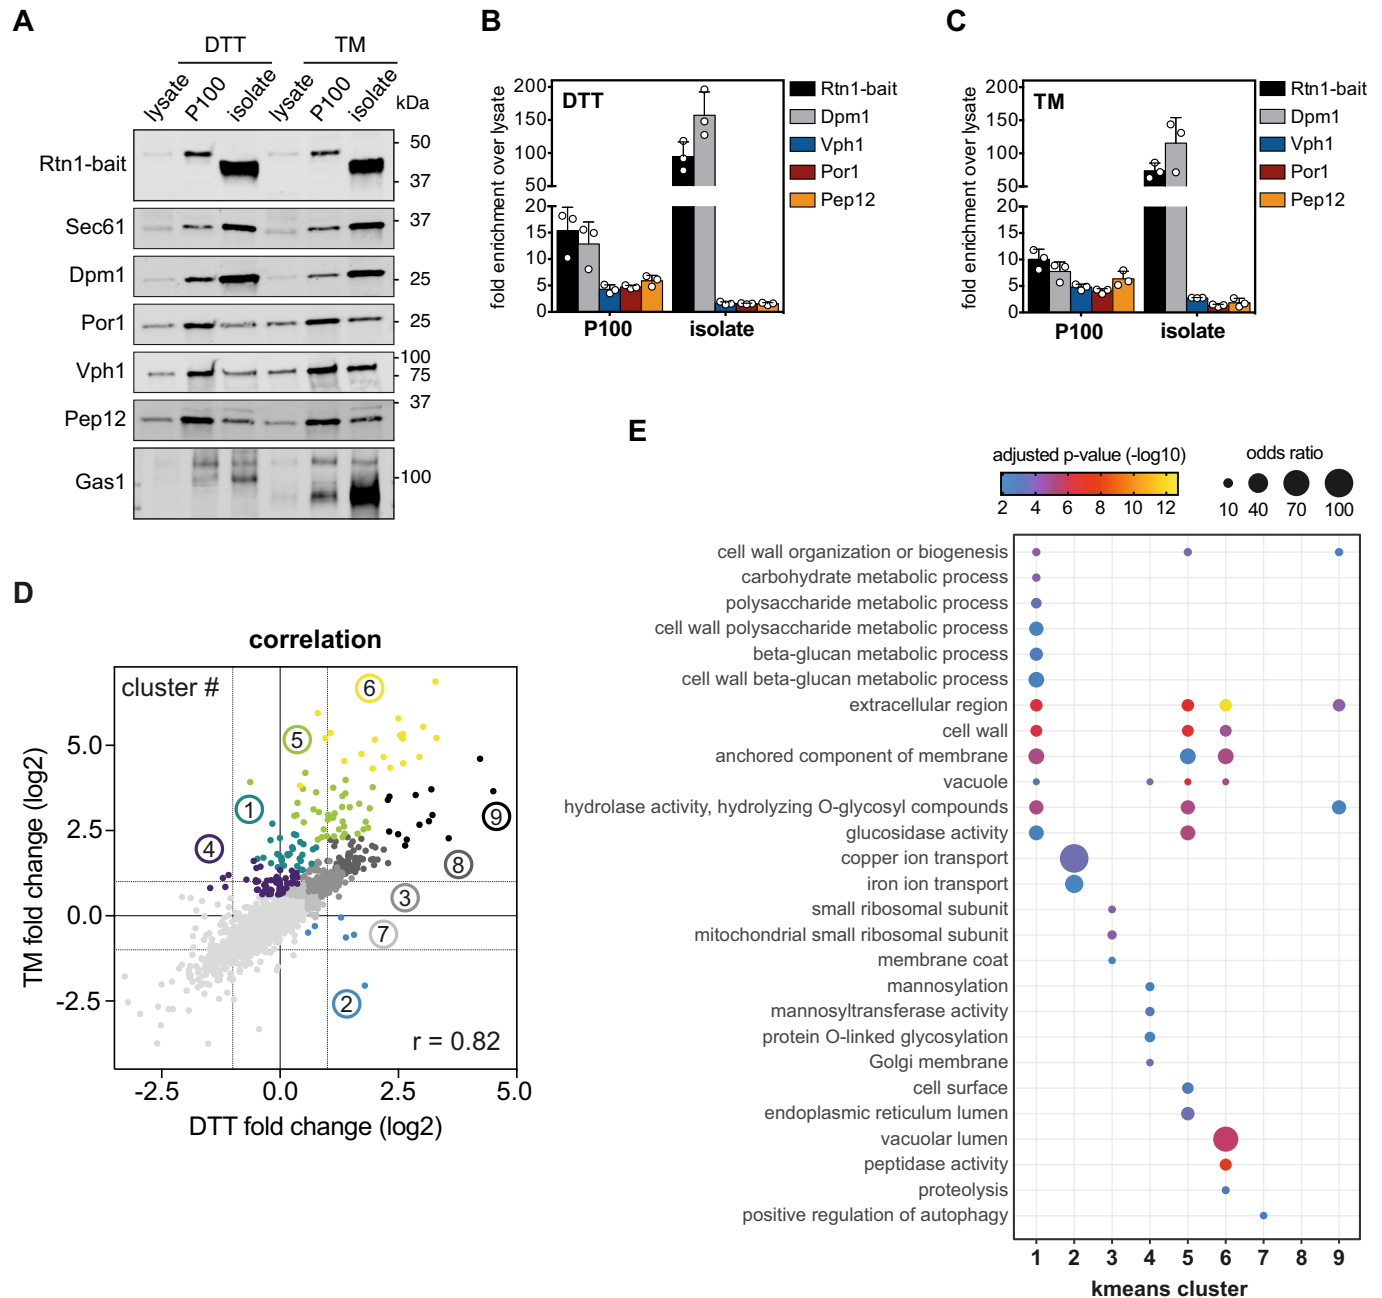 A
DTT TM
lysate P100 isolate lysate P100 isolate kDa
Rtn1-bait
50
37
Sec61
37
Dpm1
25
Por1
25
Vph1
100
75
Pep12
37
Gas1
100
B
DTT
fold enrichment over lysate
200
150
100
50
20
15
10
5
0
P100 isolate
Rtn1-bait
Dpm1
Vph1
Por1
Pep12
C
TM
fold enrichment over lysate
200
150
100
50
20
15
10
5
0
P100 isolate
Rtn1-bait
Dpm1
Vph1
Por1
Pep12
D
correlation
cluster #
6
5
1
9
4
8
3
7
2
r = 0.82
TM fold change (log2)
5.0
2.5
0.0
-2.5
-2.5 0.0 2.5 5.0
DTT fold change (log2)
E
adjusted p-value (-log10)
2 4 6 8 10 12
odds ratio
10 40 70 100
cell wall organization or biogenesis
carbohydrate metabolic process
polysaccharide metabolic process
cell wall polysaccharide metabolic process
beta-glucan metabolic process
cell wall beta-glucan metabolic process
extracellular region
cell wall
anchored component of membrane
vacuole
hydrolase activity, hydrolyzing O-glycosyl compounds
glucosidase activity
copper ion transport
iron ion transport
small ribosomal subunit
mitochondrial small ribosomal subunit
membrane coat
mannosylation
mannosyltransferase activity
protein O-linked glycosylation
Golgi membrane
cell surface
endoplasmic reticulum lumen
vacuolar lumen
peptidase activity
proteolysis
positive regulation of autophagy
1 2 3 4 5 6 7 8 9
kmeans cluster